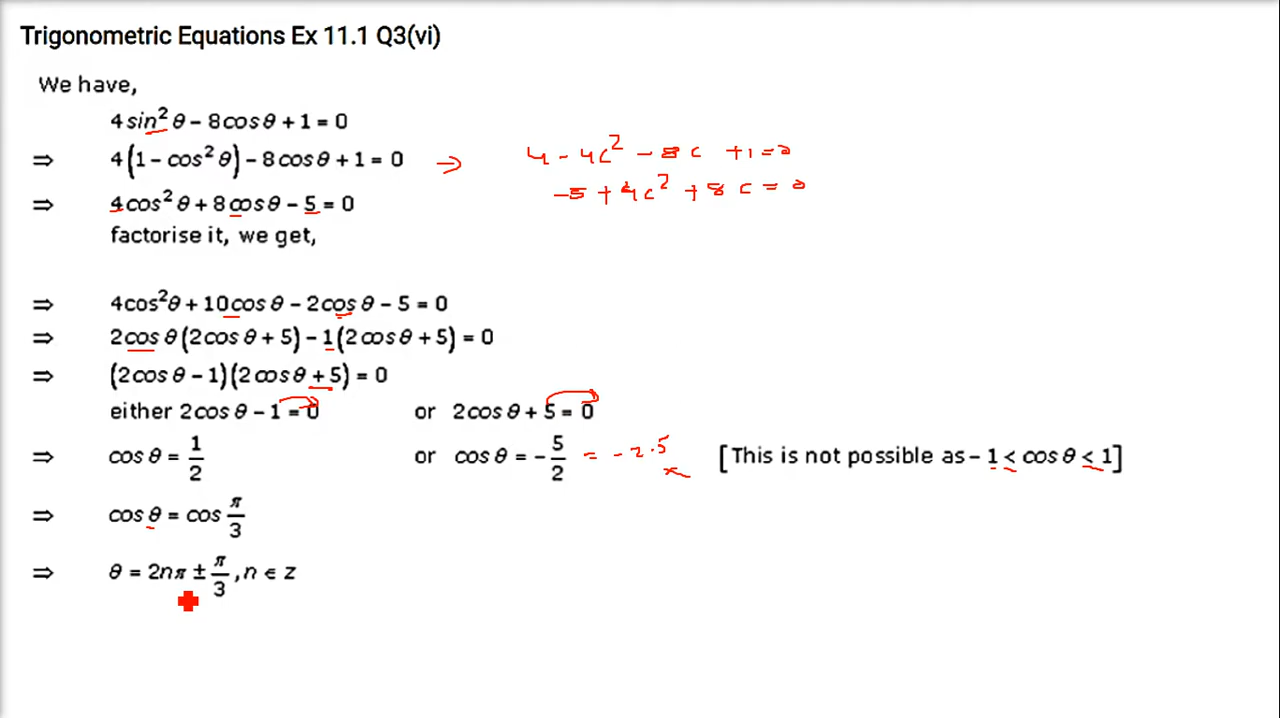 Trigonometric Equations Ex 11.1 Q3(vi)
We have,
4sin²θ − 8cosθ + 1 = 0
⇒ 4(1 − cos²θ) − 8cosθ + 1 = 0 ⇒ 4 − 4c² − 8c + 1 = 0
⇒ 4cos²θ + 8cosθ − 5 = 0 −5 + 4c² + 8c = 0
factorise it, we get,
⇒ 4cos²θ + 10cosθ − 2cosθ − 5 = 0
⇒ 2cosθ(2cosθ + 5) − 1(2cosθ + 5) = 0
⇒ (2cosθ − 1)(2cosθ + 5) = 0
either 2cosθ − 1 = 0 or 2cosθ + 5 = 0
⇒ cosθ = 1/2 or cosθ = −5/2 = −2.5 × [This is not possible as − 1 < cosθ < 1]
⇒ cosθ = cos π/3
⇒ θ = 2nπ ± π/3, n ∈ z